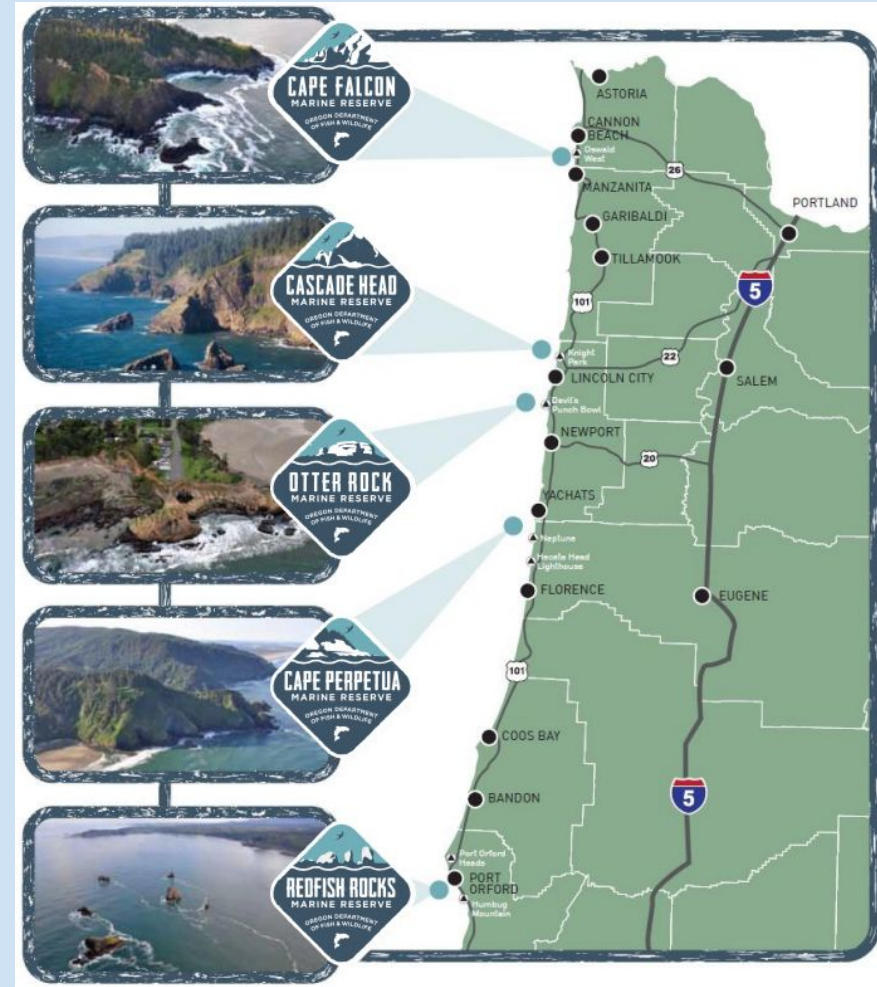 CAPE FALCON
MARINE RESERVE
OREGON DEPARTMENT
OF FISH & WILDLIFE
CASCADE HEAD
MARINE RESERVE
OREGON DEPARTMENT
OF FISH & WILDLIFE
OTTER ROCK
MARINE RESERVE
OREGON DEPARTMENT
OF FISH & WILDLIFE
CAPE PERPETUA
MARINE RESERVE
OREGON DEPARTMENT
OF FISH & WILDLIFE
REDFISH ROCKS
MARINE RESERVE
OREGON DEPARTMENT
OF FISH & WILDLIFE
ASTORIA
CANNON
BEACH
Oswald
West
26
MANZANITA
PORTLAND
GARIBALDI
TILLAMOOK
5
101
Knight
Park
22
LINCOLN CITY
SALEM
Devil's
Punch Bowl
NEWPORT
20
YACHATS
Neptune
Heceta Head
Lighthouse
FLORENCE
EUGENE
101
COOS BAY
BANDON
5
Port Orford
Heads
PORT
ORFORD
Humbug
Mountain